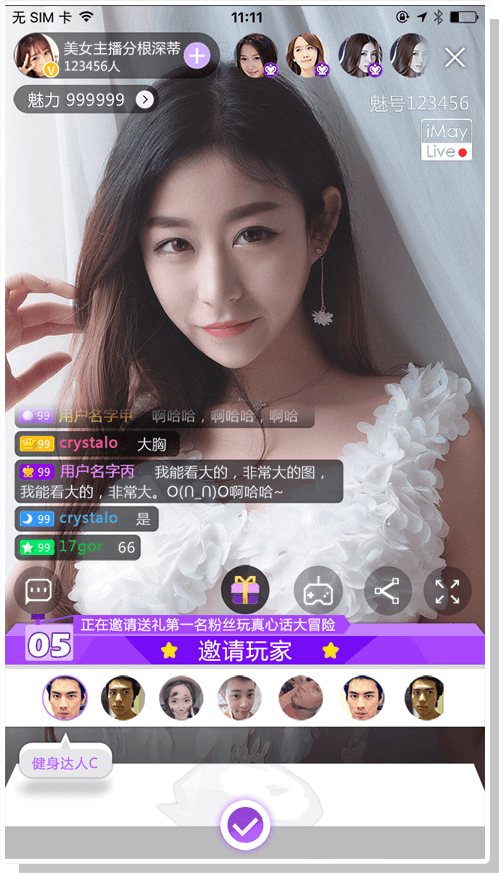 无 SIM 卡
11:11
美女主播分根深蒂
123456人
魅力 999999
魅号123456
iMay
Live
99 用户名字甲 啊哈哈，啊哈哈，啊哈
99 crystalo 大胸
99 用户名字丙 我能看大的，非常大的图，
我能看大的，非常大。O(∩_∩)O啊哈哈~
99 crystalo 是
99 17gor 66
正在邀请送礼第一名粉丝玩真心话大冒险
05
邀请玩家
健身达人C